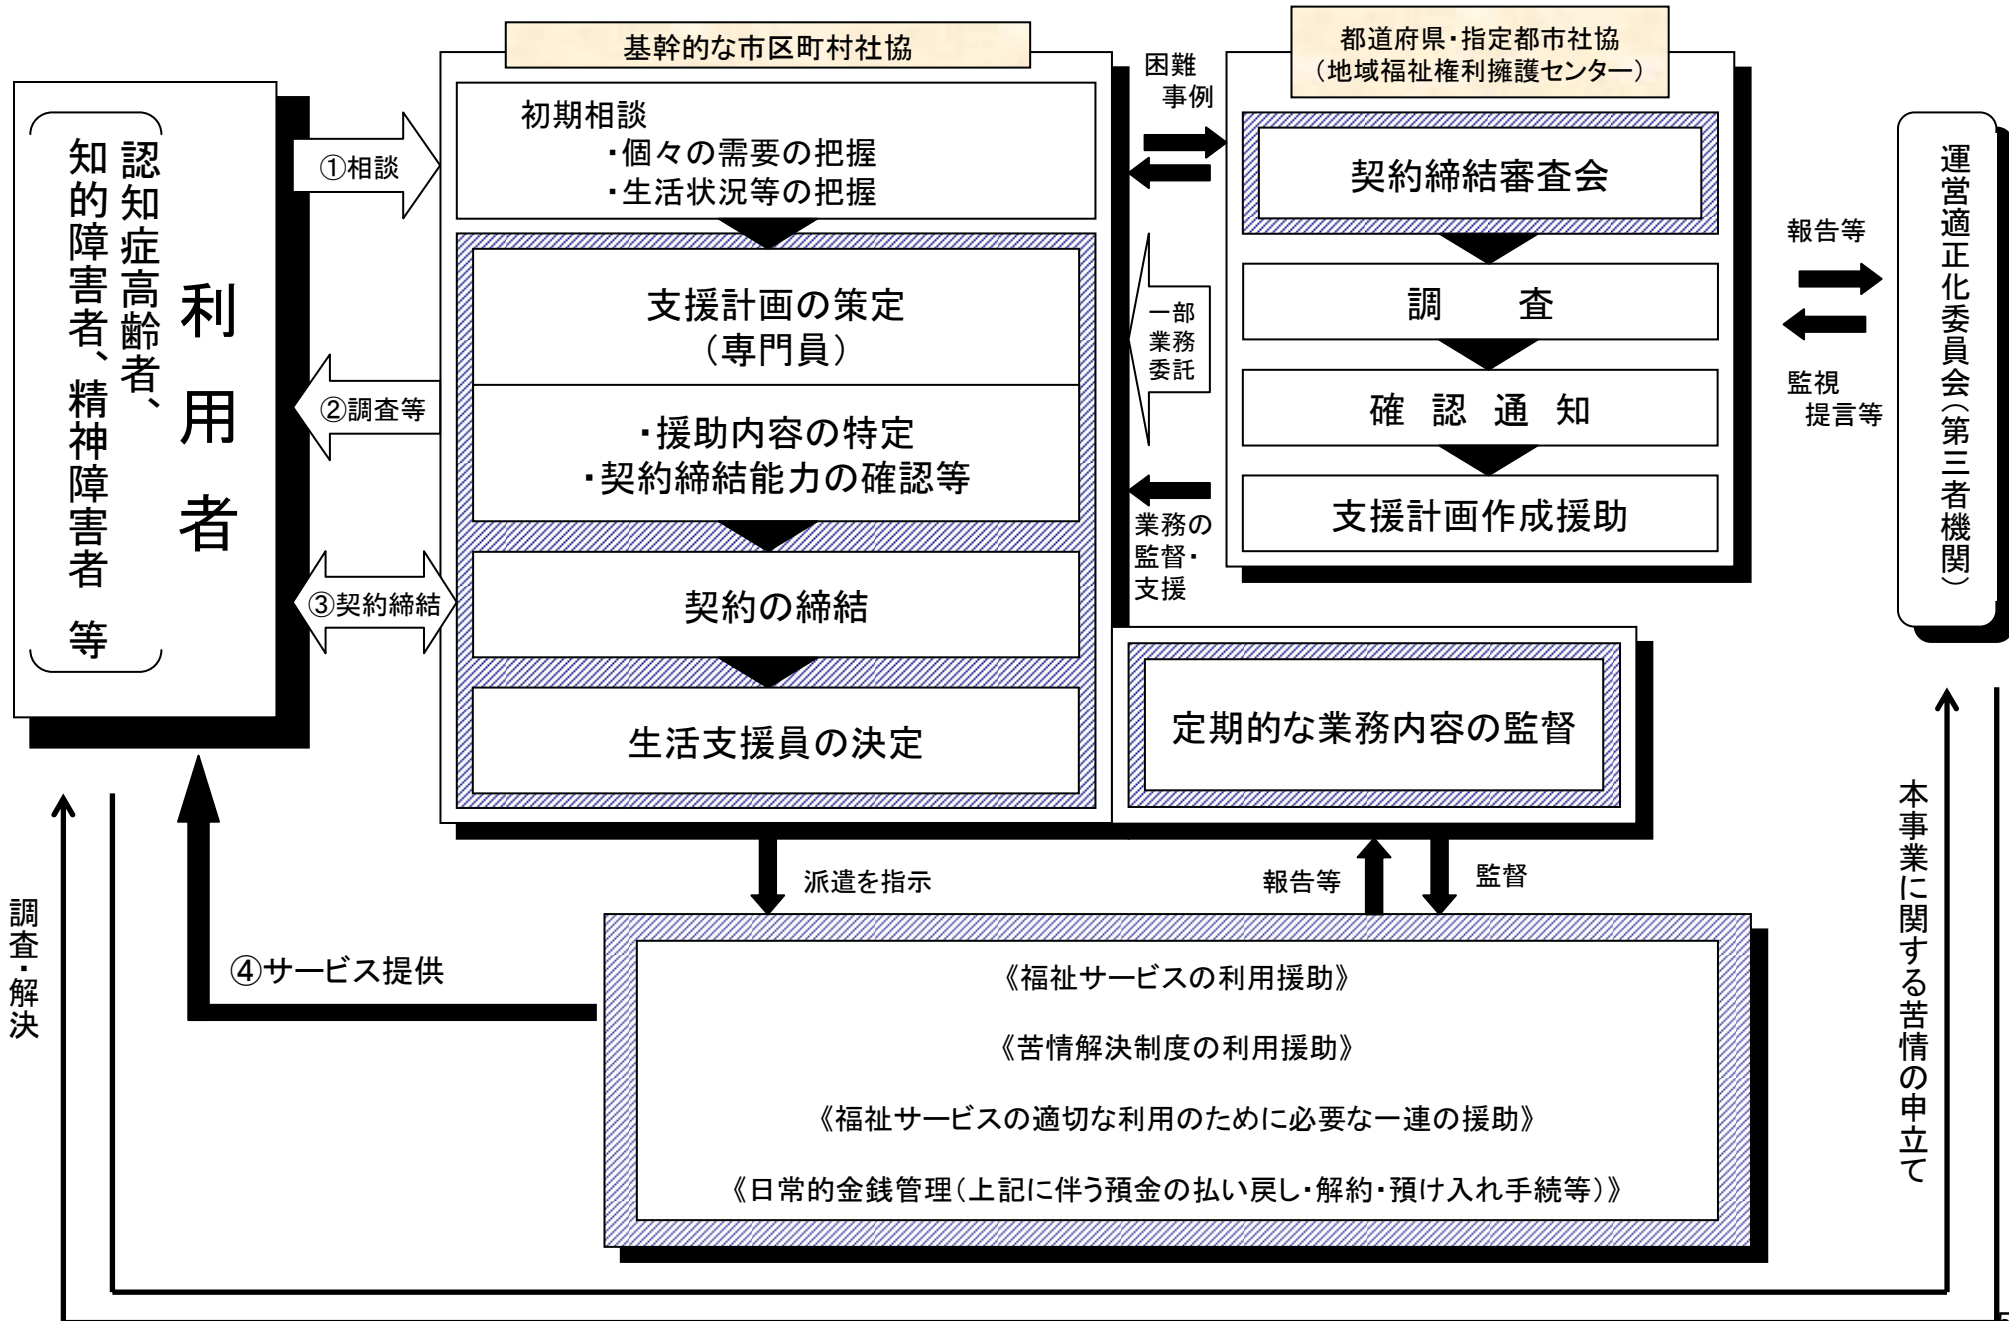 利用者
認知症高齢者、
知的障害者、精神障害者 等
①相談
②調査等
③契約締結
④サービス提供
調査・解決
基幹的な市区町村社協
初期相談
・個々の需要の把握
・生活状況等の把握
支援計画の策定
(専門員)
・援助内容の特定
・契約締結能力の確認等
契約の締結
生活支援員の決定
困難
事例
一部
業務
委託
業務の
監督・
支援
都道府県・指定都市社協
(地域福祉権利擁護センター)
契約締結審査会
調 査
確 認 通 知
支援計画作成援助
定期的な業務内容の監督
報告等
監視
提言等
運営適正化委員会(第三者機関)
派遣を指示
報告等
監督
《福祉サービスの利用援助》
《苦情解決制度の利用援助》
《福祉サービスの適切な利用のために必要な一連の援助》
《日常的金銭管理(上記に伴う預金の払い戻し・解約・預け入れ手続等)》
本事業に関する苦情の申立て